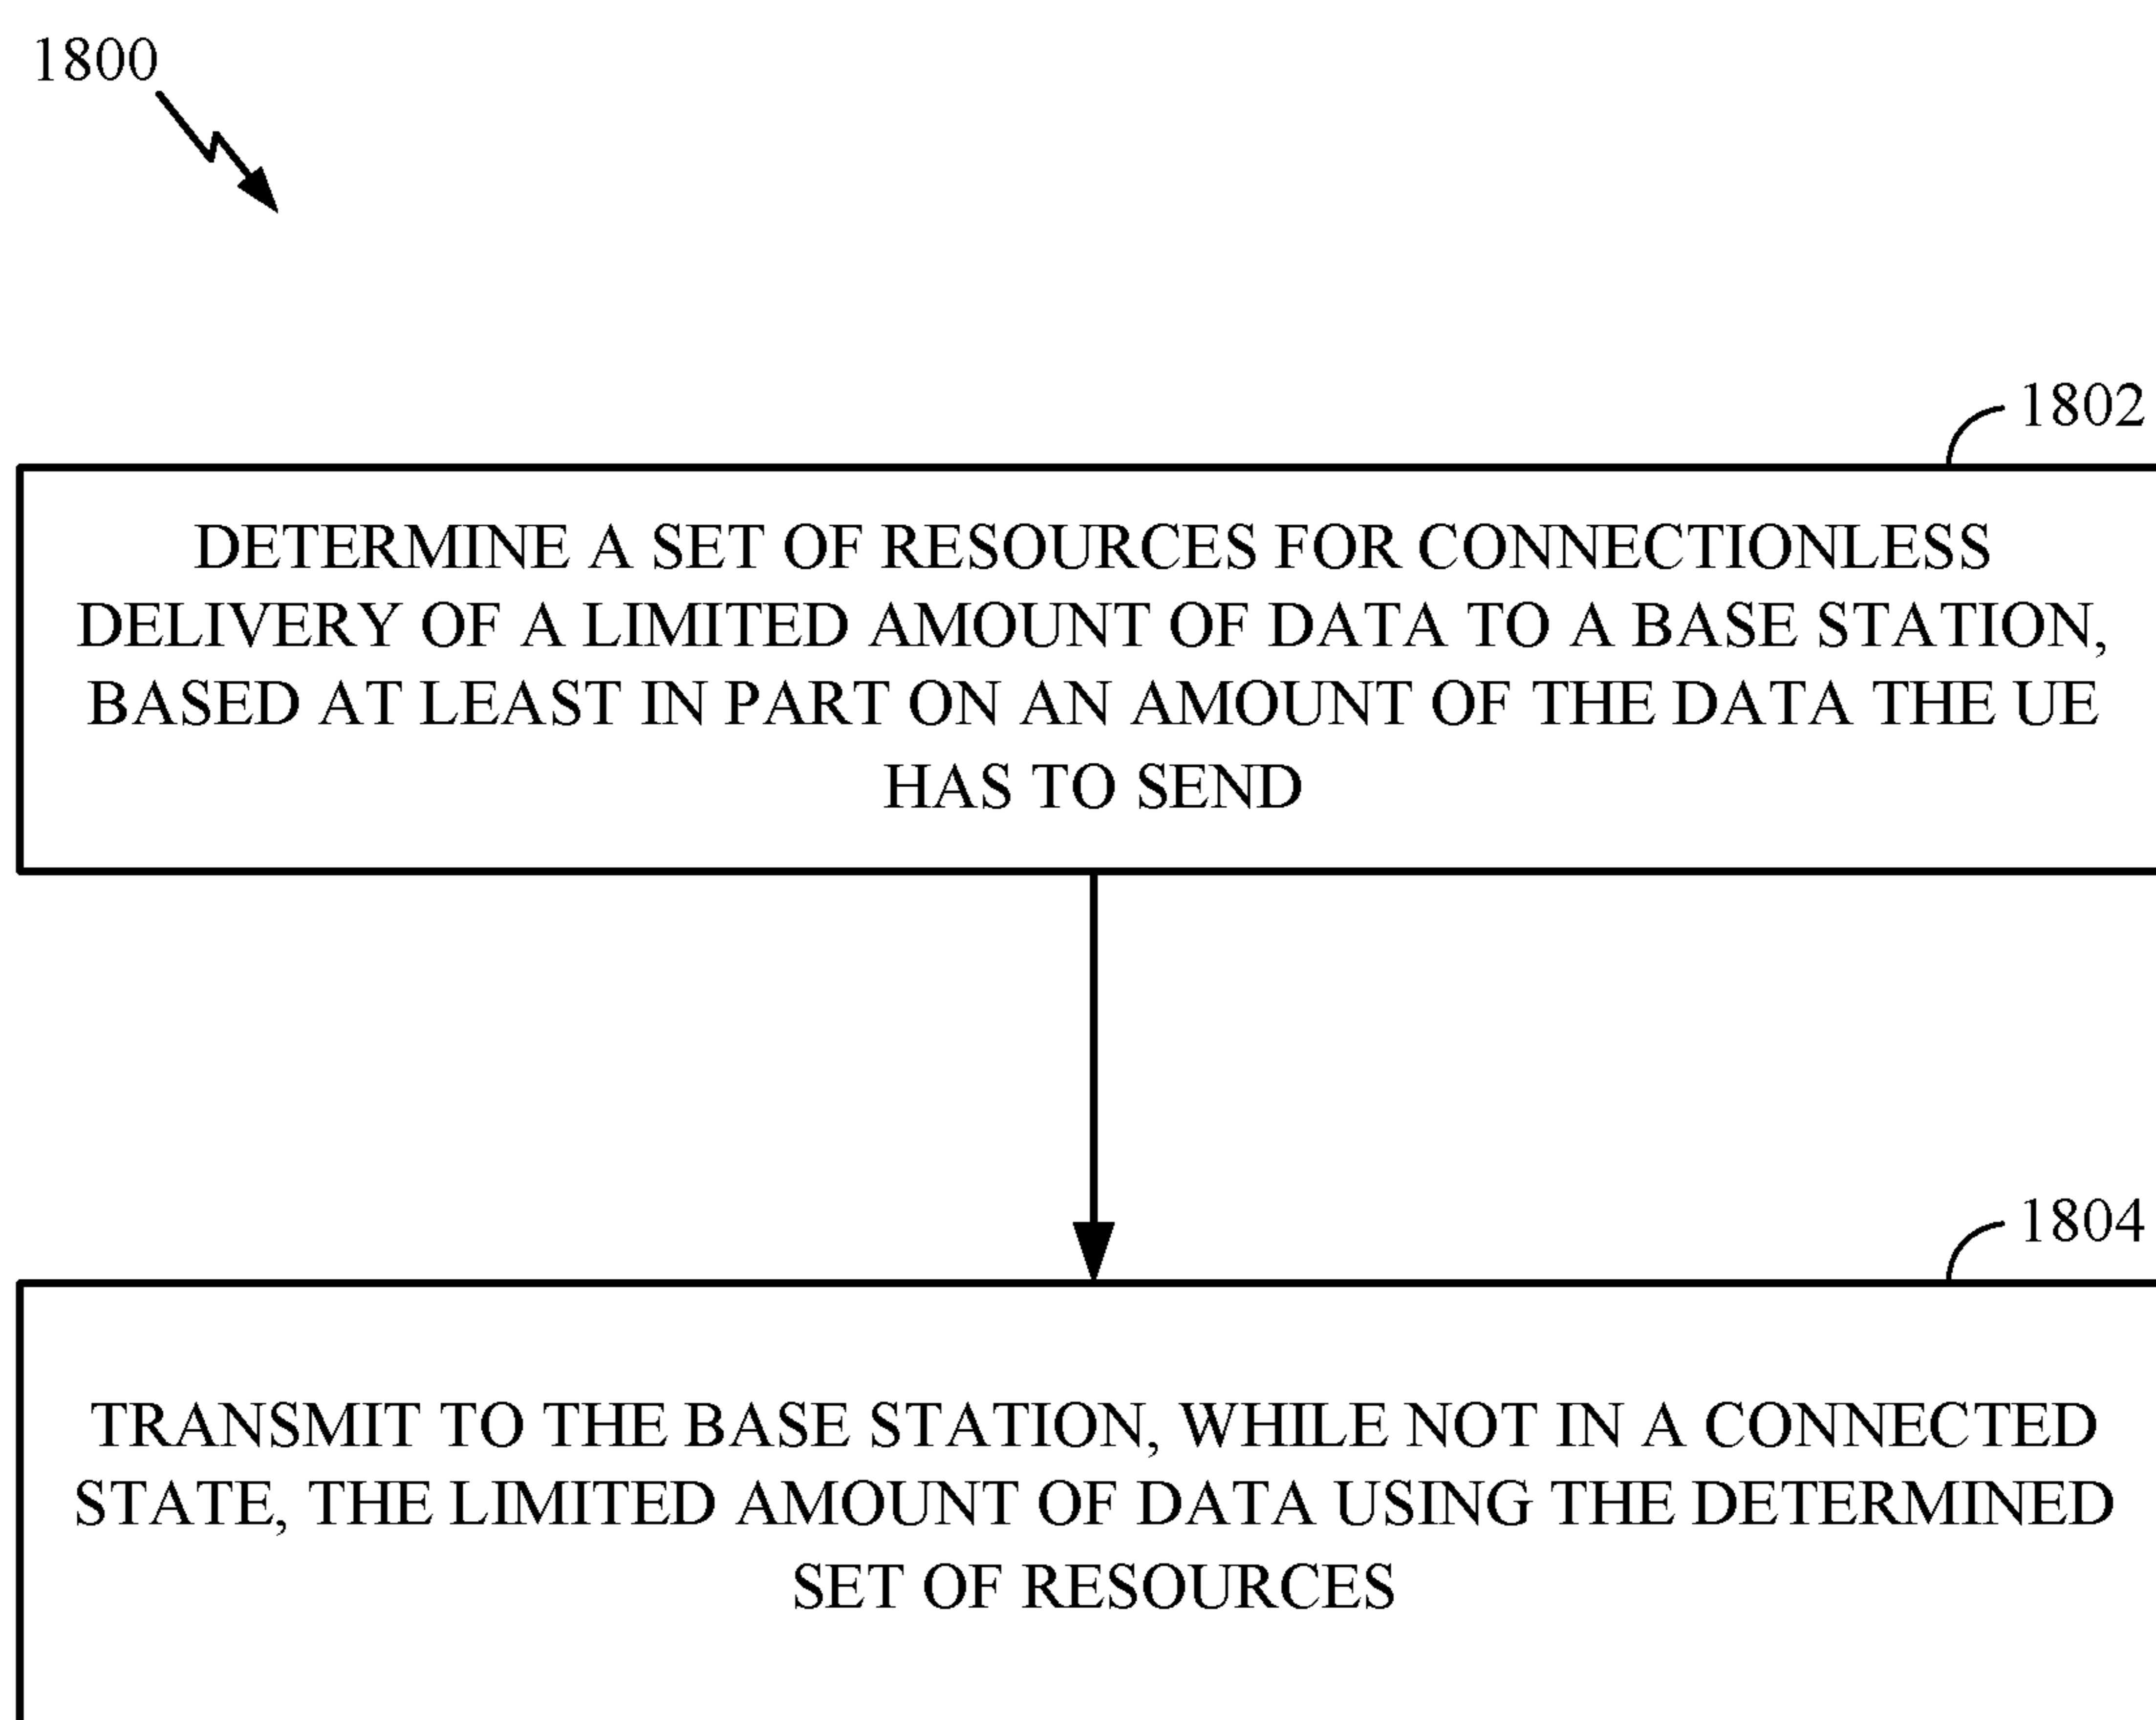 1800
1802
DETERMINE A SET OF RESOURCES FOR CONNECTIONLESS
DELIVERY OF A LIMITED AMOUNT OF DATA TO A BASE STATION,
BASED AT LEAST IN PART ON AN AMOUNT OF THE DATA THE UE
HAS TO SEND
1804
TRANSMIT TO THE BASE STATION, WHILE NOT IN A CONNECTED
STATE, THE LIMITED AMOUNT OF DATA USING THE DETERMINED
SET OF RESOURCES